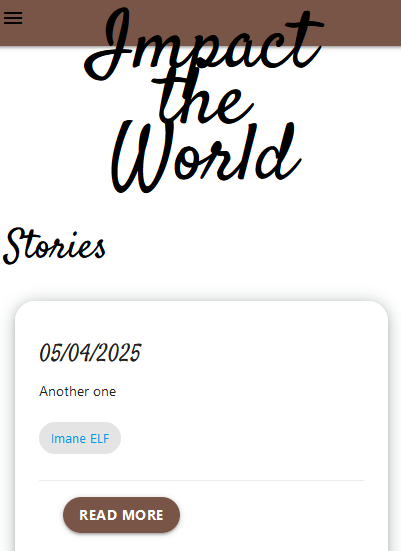 Impact
the
World
Stories
05/04/2025
Another one
Imane ELF
READ MORE